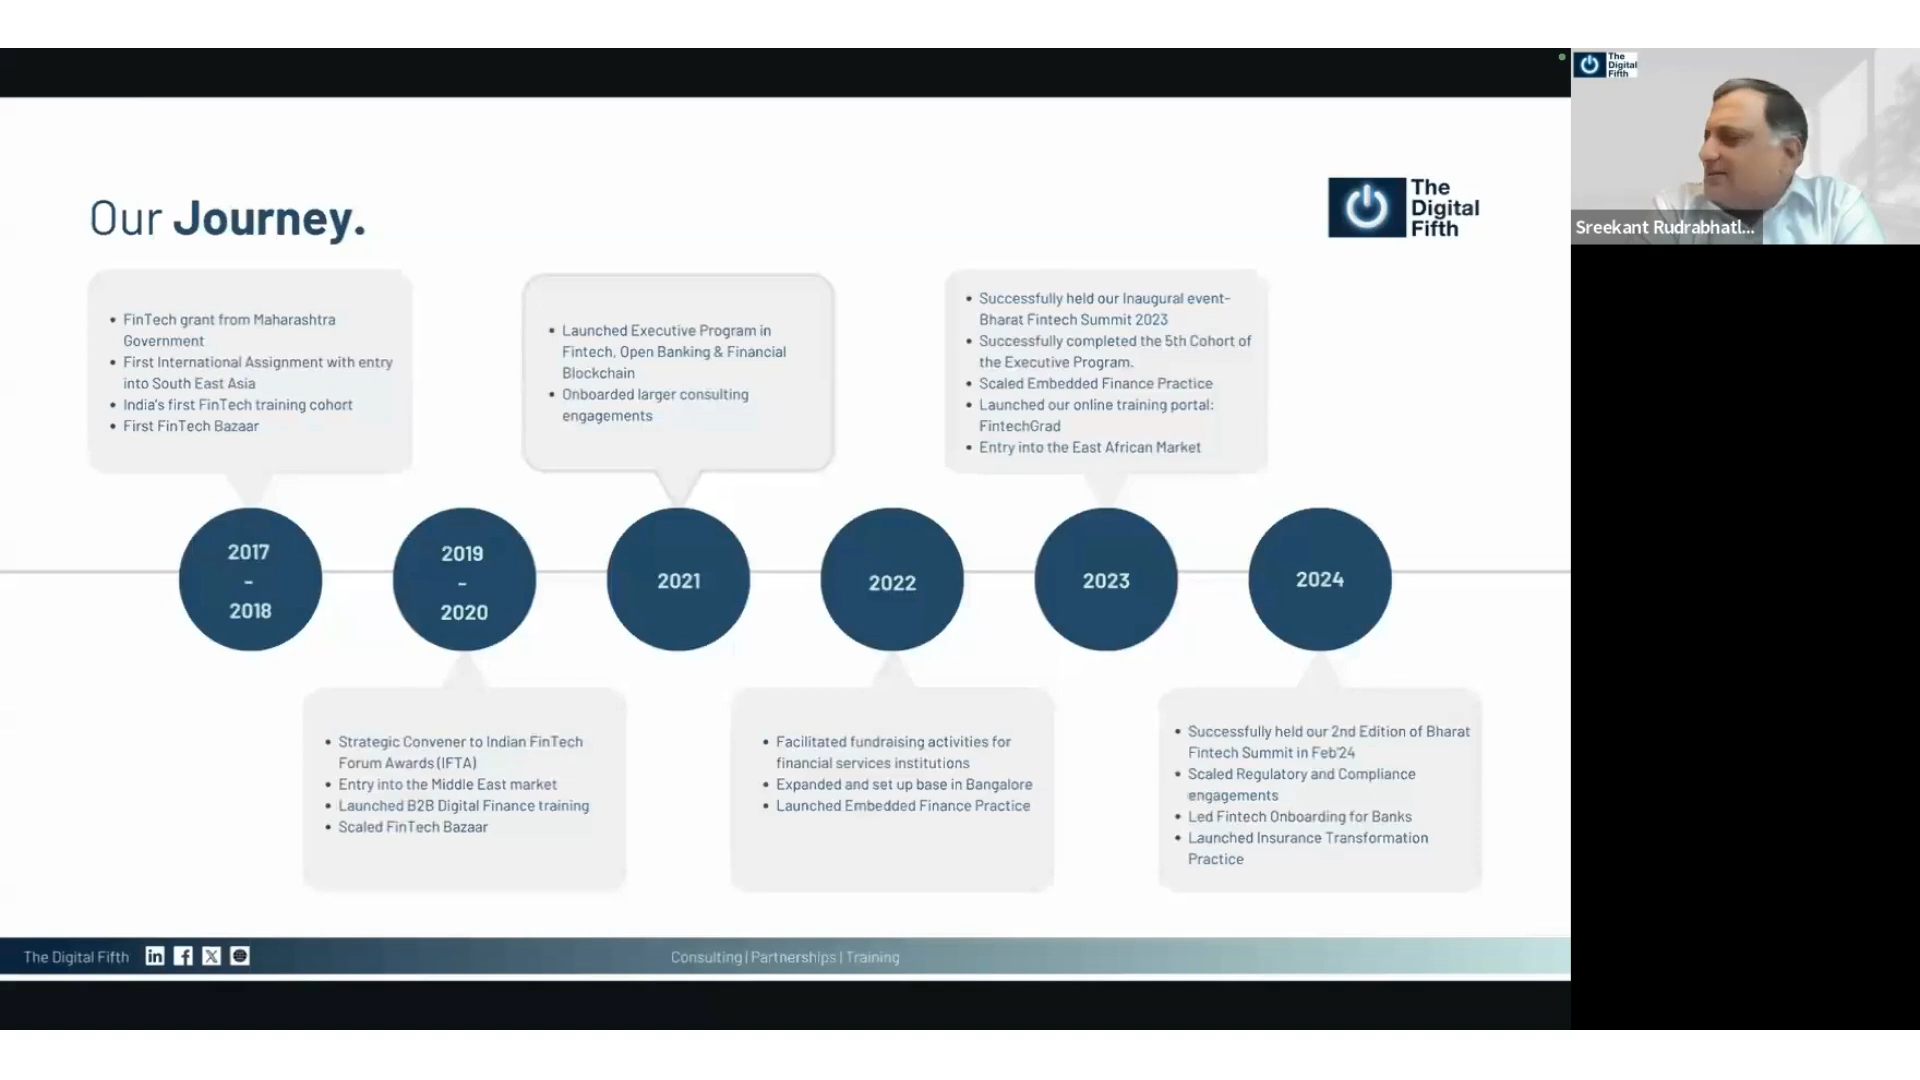 Our Journey.
The
Digital
Fifth
The
Digital
Fifth
Sreekant Rudrabhatl...
• FinTech grant from Maharashtra
Government
• First International Assignment with entry
into South East Asia
• India's first FinTech training cohort
• First FinTech Bazaar
• Launched Executive Program in
Fintech, Open Banking & Financial
Blockchain
• Onboarded larger consulting
engagements
• Successfully held our Inaugural event-
Bharat Fintech Summit 2023
• Successfully completed the 5th Cohort of
the Executive Program.
• Scaled Embedded Finance Practice
• Launched our online training portal:
FintechGrad
• Entry into the East African Market
2017
-
2018
2019
-
2020
2021
2022
2023
2024
• Strategic Convener to Indian FinTech
Forum Awards (IFTA)
• Entry into the Middle East market
• Launched B2B Digital Finance training
• Scaled FinTech Bazaar
• Facilitated fundraising activities for
financial services institutions
• Expanded and set up base in Bangalore
• Launched Embedded Finance Practice
• Successfully held our 2nd Edition of Bharat
Fintech Summit in Feb'24
• Scaled Regulatory and Compliance
engagements
• Led Fintech Onboarding for Banks
• Launched Insurance Transformation
Practice
The Digital Fifth
Consulting | Partnerships | Training